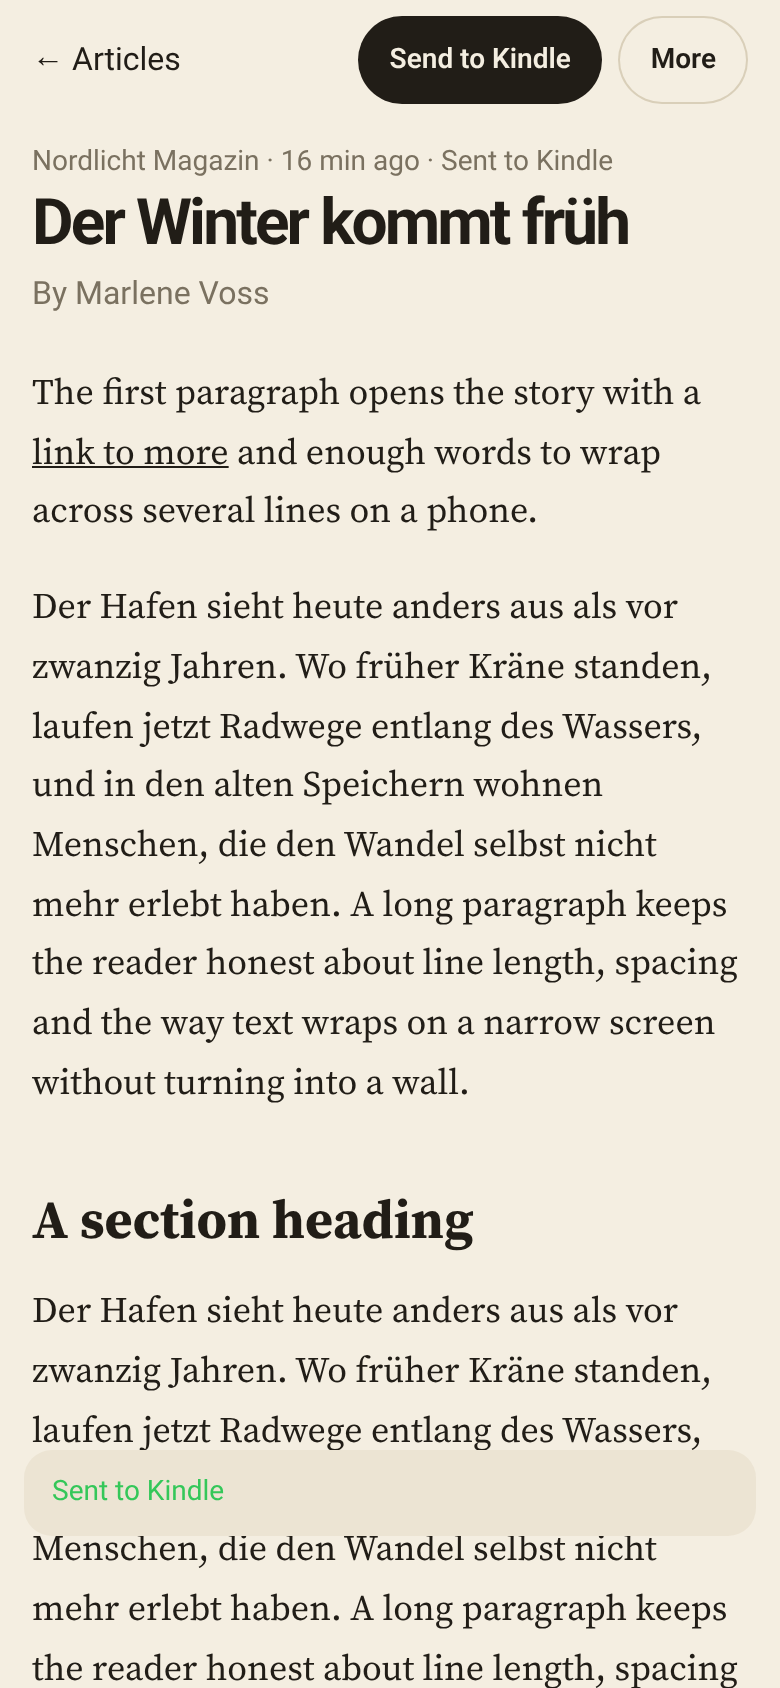 ← Articles
Send to Kindle
More
Nordlicht Magazin · 16 min ago · Sent to Kindle
Der Winter kommt früh
By Marlene Voss
The first paragraph opens the story with a
link to more and enough words to wrap
across several lines on a phone.
Der Hafen sieht heute anders aus als vor
zwanzig Jahren. Wo früher Kräne standen,
laufen jetzt Radwege entlang des Wassers,
und in den alten Speichern wohnen
Menschen, die den Wandel selbst nicht
mehr erlebt haben. A long paragraph keeps
the reader honest about line length, spacing
and the way text wraps on a narrow screen
without turning into a wall.
A section heading
Der Hafen sieht heute anders aus als vor
zwanzig Jahren. Wo früher Kräne standen,
laufen jetzt Radwege entlang des Wassers,
Sent to Kindle
Menschen, die den Wandel selbst nicht
mehr erlebt haben. A long paragraph keeps
the reader honest about line length, spacing